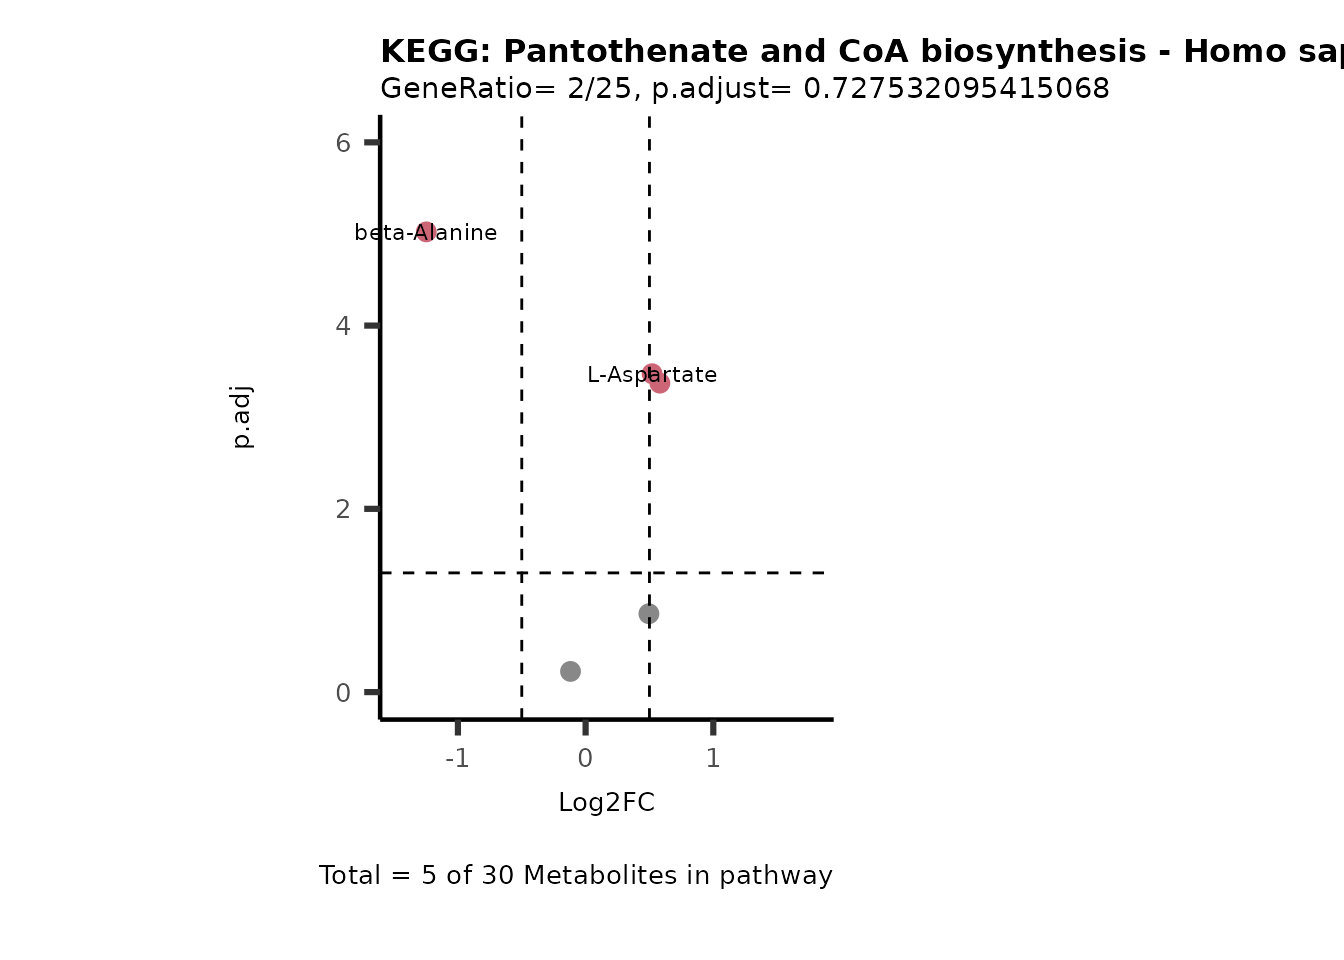 KEGG: Pantothenate and CoA biosynthesis - Homo sap
GeneRatio= 2/25, p.adjust= 0.727532095415068
6
beta-Alanine
4
L-Aspartate
p.adj
2
0
-1 0 1
Log2FC
Total = 5 of 30 Metabolites in pathway